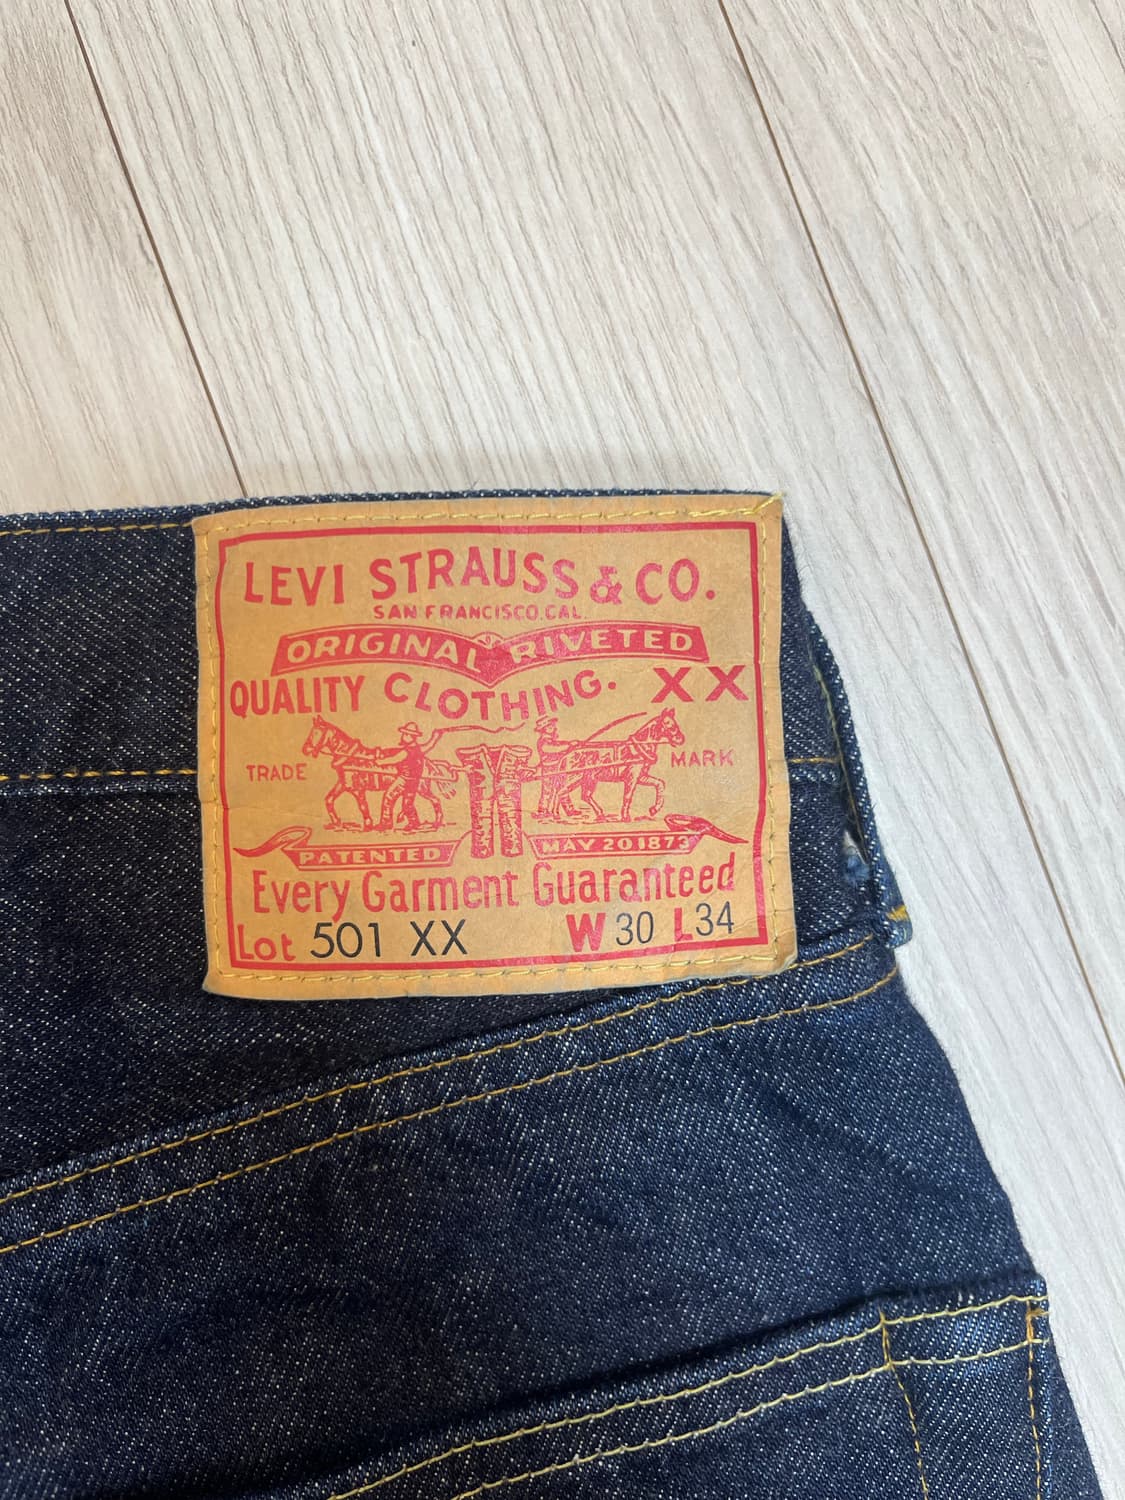 LEVI STRAUSS & CO.
SAN FRANCISCO.CAL.
ORIGINAL RIVETED
QUALITY CLOTHING. XX
TRADE MARK
PATENTED MAY 20 1873
Every Garment Guaranteed
Lot 501 XX W 30 L 34